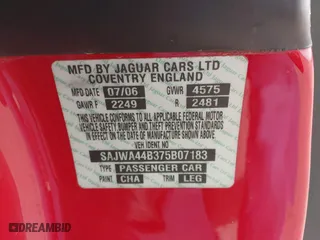 MFD BY JAGUAR CARS LTD
COVENTRY ENGLAND
MFD DATE 07/06 GVWR 4575
GAWR F 2249 R 2481
THIS VEHICLE CONFORMS TO ALL APPLICABLE FEDERAL MOTOR
VEHICLE SAFETY, BUMPER AND THEFT PREVENTION STANDARDS
IN EFFECT ON THE DATE OF MANUFACTURE SHOWN ABOVE
VEHICLE IDENT NO
SAJWA44B375B07183
TYPE PASSENGER CAR
PAINT CHA TRIM LEG
DREAMBID